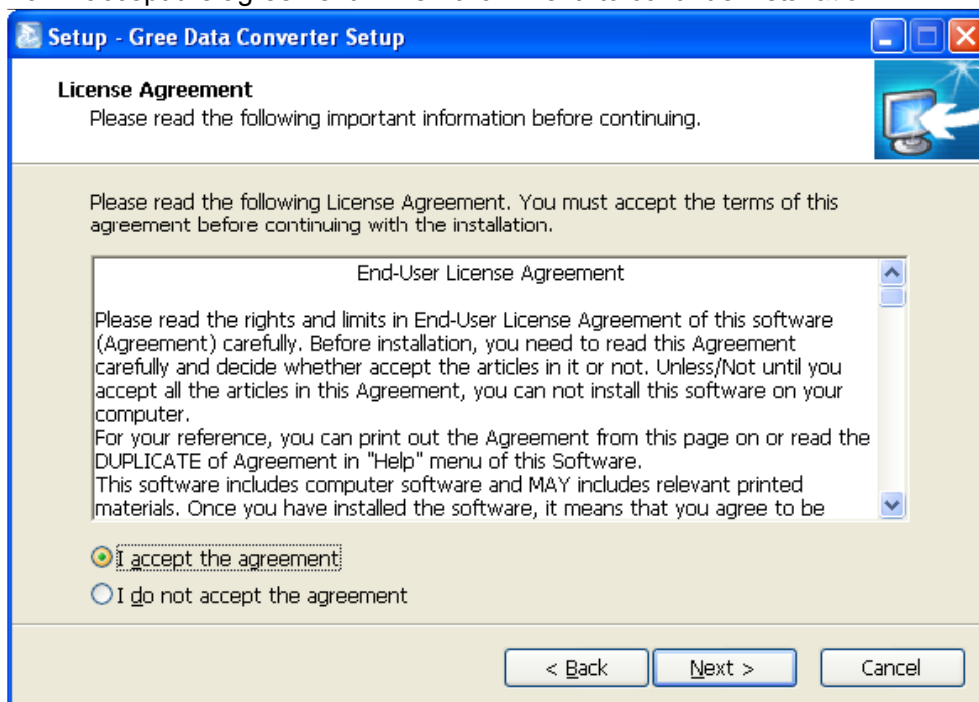 Setup - Gree Data Converter Setup
License Agreement
Please read the following important information before continuing.
Please read the following License Agreement. You must accept the terms of this
agreement before continuing with the installation.
End-User License Agreement
Please read the rights and limits in End-User License Agreement of this software
(Agreement) carefully. Before installation, you need to read this Agreement
carefully and decide whether accept the articles in it or not. Unless/Not until you
accept all the articles in this Agreement, you can not install this software on your
computer.
For your reference, you can print out the Agreement from this page on or read the
DUPLICATE of Agreement in "Help" menu of this Software.
This software includes computer software and MAY includes relevant printed
materials. Once you have installed the software, it means that you agree to be
I accept the agreement
I do not accept the agreement
< Back Next > Cancel